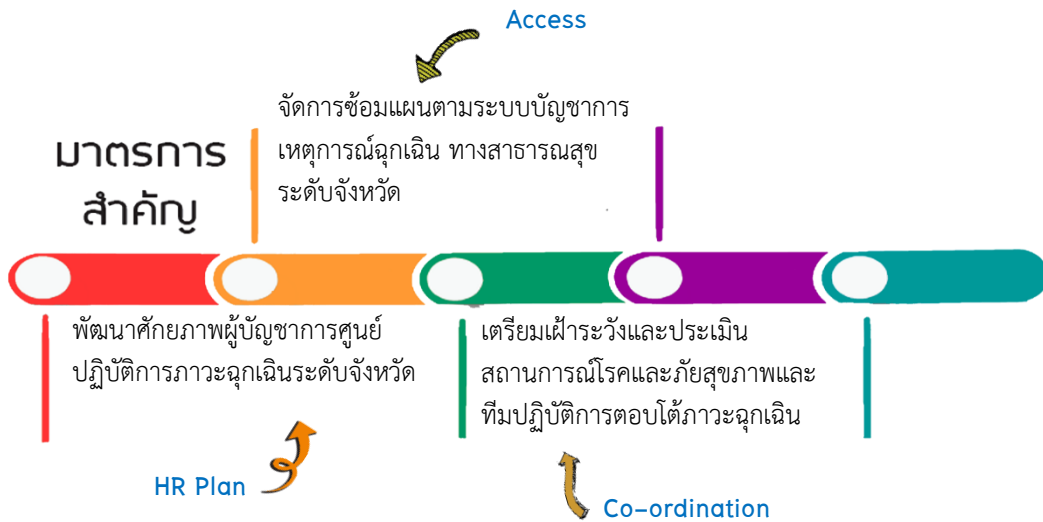 Access
จัดการซ้อมแผนตามระบบบัญชาการ
เหตุการณ์ฉุกเฉิน ทางสาธารณสุข
ระดับจังหวัด
มาตรการ
สำคัญ
พัฒนาศักยภาพผู้บัญชาการศูนย์
ปฏิบัติการภาวะฉุกเฉินระดับจังหวัด
เตรียมเฝ้าระวังและประเมิน
สถานการณ์โรคและภัยสุขภาพและ
ทีมปฏิบัติการตอบโต้ภาวะฉุกเฉิน
HR Plan
Co-ordination